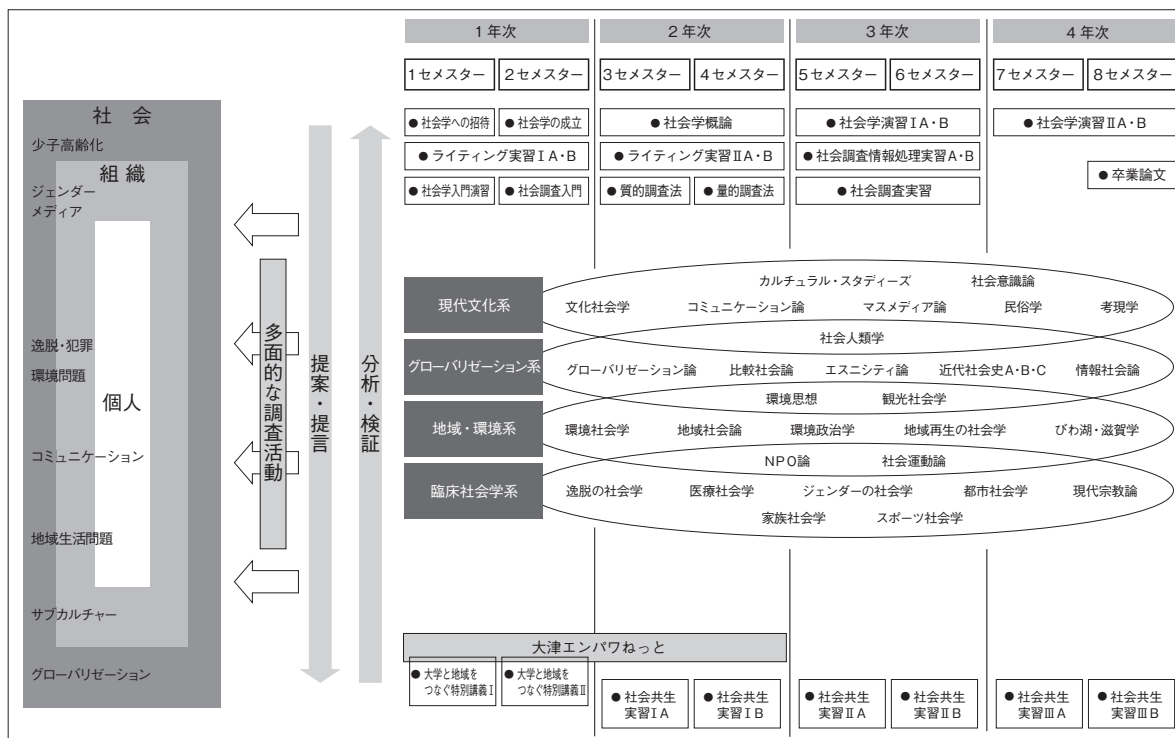 １年次
２年次
３年次
４年次
１セメスター
２セメスター
３セメスター
４セメスター
５セメスター
６セメスター
７セメスター
８セメスター
●社会学への招待
●社会学の成立
●社会学概論
●社会学演習ⅠA・B
●社会学演習ⅡA・B
●ライティング実習ⅠA・B
●ライティング実習ⅡA・B
●社会調査情報処理実習A・B
●卒業論文
●社会学入門演習
●社会調査入門
●質的調査法
●量的調査法
●社会調査実習
社　会
少子高齢化
組織
ジェンダー
メディア
逸脱・犯罪
環境問題
個人
コミュニケーション
地域生活問題
サブカルチャー
グローバリゼーション
多面的な調査活動
提案・提言
分析・検証
現代文化系
カルチュラル・スタディーズ
社会意識論
文化社会学
コミュニケーション論
マスメディア論
民俗学
考現学
社会人類学
グローバリゼーション系
グローバリゼーション論
比較社会論
エスニシティ論
近代社会史A・B・C
情報社会論
環境思想
観光社会学
地域・環境系
環境社会学
地域社会論
環境政治学
地域再生の社会学
びわ湖・滋賀学
NPO論
社会運動論
臨床社会学系
逸脱の社会学
医療社会学
ジェンダーの社会学
都市社会学
現代宗教論
家族社会学
スポーツ社会学
大津エンパワねっと
●大学と地域を
つなぐ特別講義Ⅰ
●大学と地域を
つなぐ特別講義Ⅱ
●社会共生
実習ⅠA
●社会共生
実習ⅠB
●社会共生
実習ⅡA
●社会共生
実習ⅡB
●社会共生
実習ⅢA
●社会共生
実習ⅢB